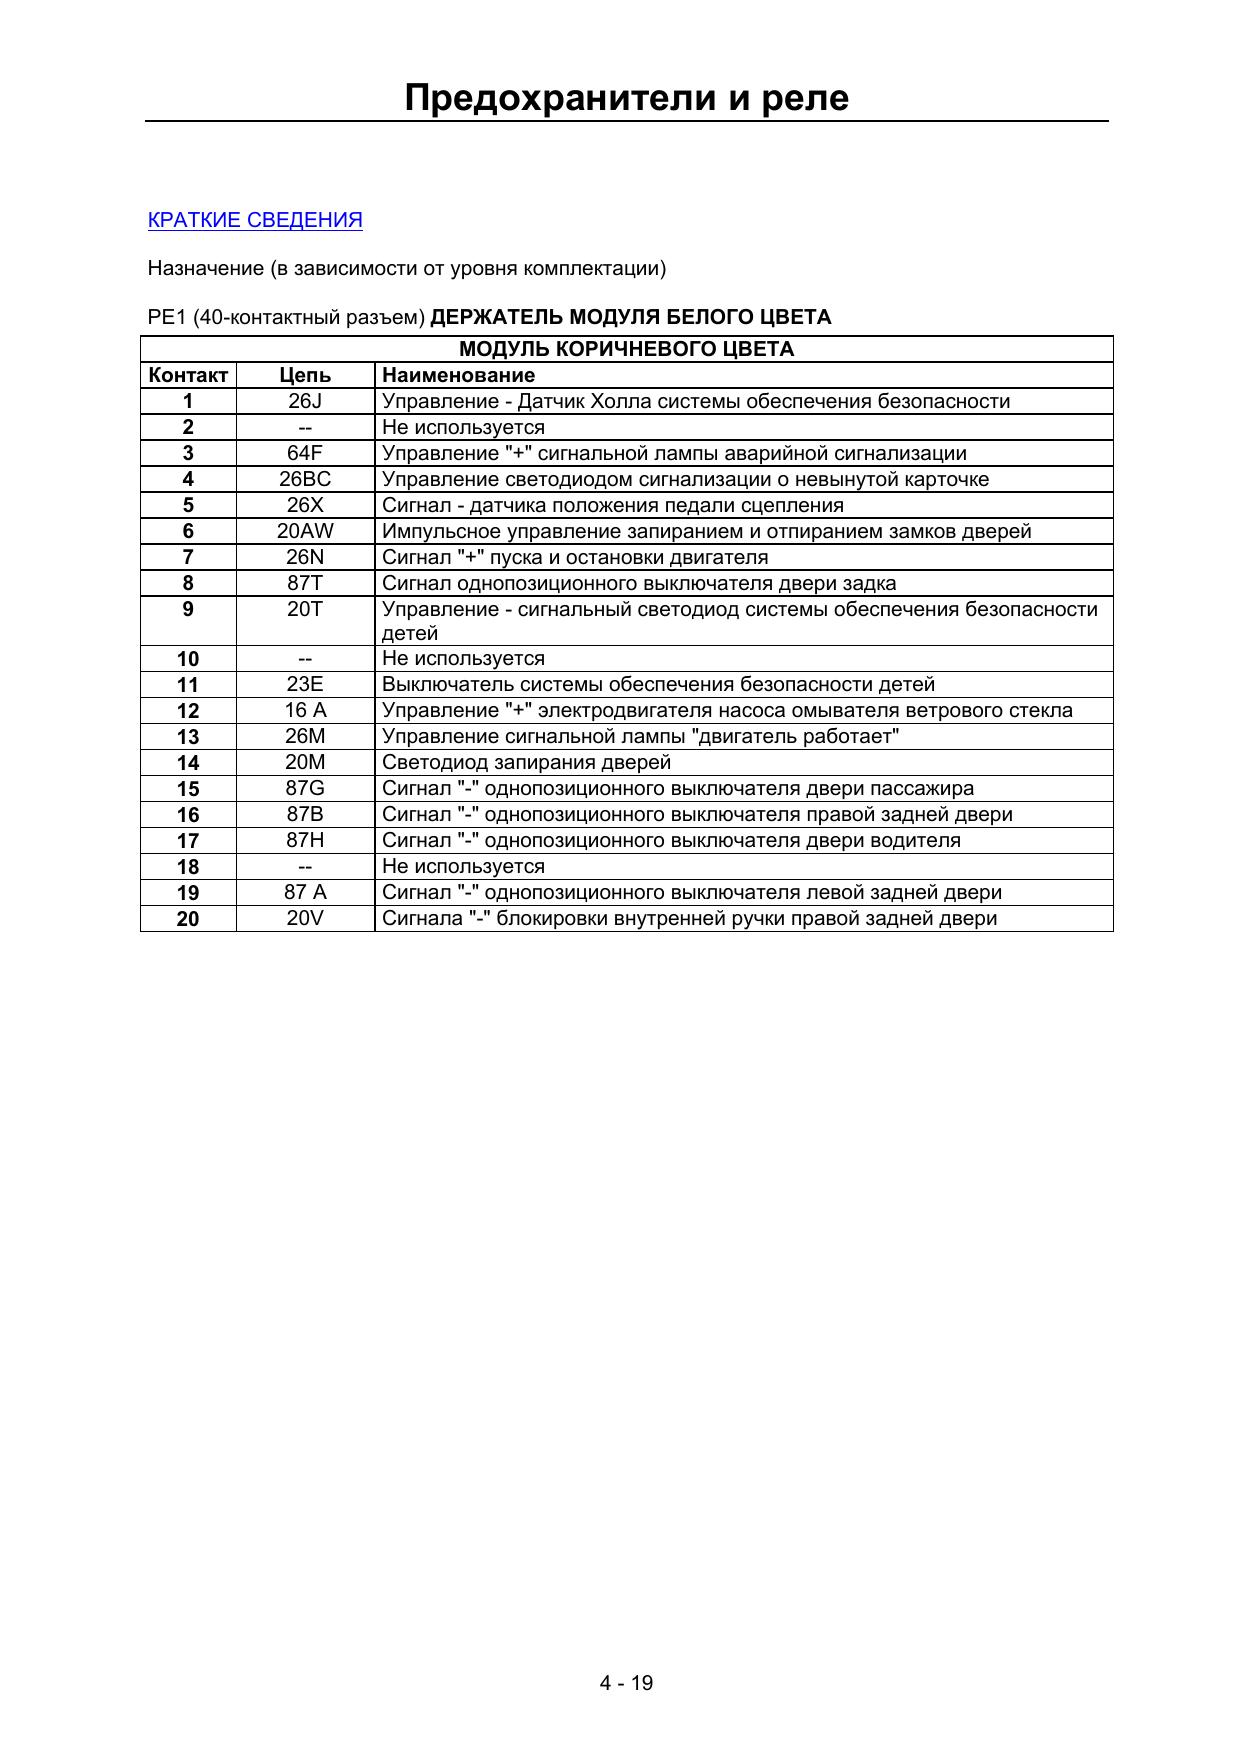 Предохранители и реле
КРАТКИЕ СВЕДЕНИЯ
Назначение (в зависимости от уровня комплектации)
PE1 (40-контактный разъем) ДЕРЖАТЕЛЬ МОДУЛЯ БЕЛОГО ЦВЕТА
МОДУЛЬ КОРИЧНЕВОГО ЦВЕТА
Контакт Цепь Наименование
1 26J Управление - Датчик Холла системы обеспечения безопасности
2 -- Не используется
3 64F Управление "+" сигнальной лампы аварийной сигнализации
4 26BC Управление светодиодом сигнализации о невынутой карточке
5 26X Сигнал - датчика положения педали сцепления
6 20AW Импульсное управление запиранием и отпиранием замков дверей
7 26N Сигнал "+" пуска и остановки двигателя
8 87T Сигнал однопозиционного выключателя двери задка
9 20T Управление - сигнальный светодиод системы обеспечения безопасности
детей
10 -- Не используется
11 23E Выключатель системы обеспечения безопасности детей
12 16 A Управление "+" электродвигателя насоса омывателя ветрового стекла
13 26M Управление сигнальной лампы "двигатель работает"
14 20M Светодиод запирания дверей
15 87G Сигнал "-" однопозиционного выключателя двери пассажира
16 87B Сигнал "-" однопозиционного выключателя правой задней двери
17 87H Сигнал "-" однопозиционного выключателя двери водителя
18 -- Не используется
19 87 A Сигнал "-" однопозиционного выключателя левой задней двери
20 20V Сигнала "-" блокировки внутренней ручки правой задней двери
4 - 19